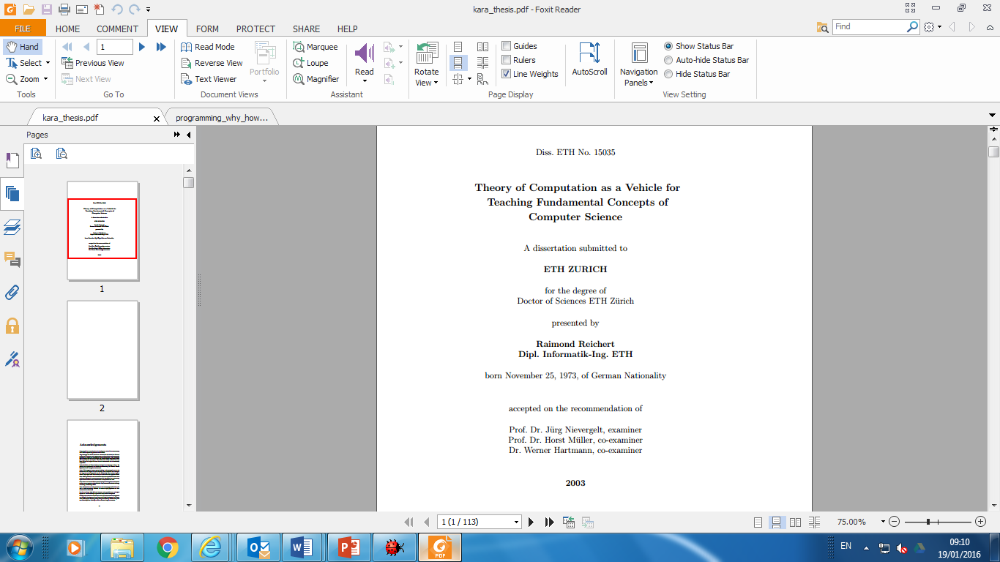 kara_thesis.pdf - Foxit Reader
FILE HOME COMMENT VIEW FORM PROTECT SHARE HELP
Find
Hand
Select
Zoom
Tools
1
Previous View
Next View
Go To
Read Mode
Reverse View
Text Viewer
Portfolio
Document Views
Marquee
Loupe
Magnifier
Read
Assistant
Rotate
View
Guides
Rulers
Line Weights
AutoScroll
Page Display
Navigation
Panels
Show Status Bar
Auto-hide Status Bar
Hide Status Bar
View Setting
kara_thesis.pdf
programming_why_how...
Pages
1
2
Acknowledgements
Diss. ETH No. 15035
Theory of Computation as a Vehicle for
Teaching Fundamental Concepts of
Computer Science
A dissertation submitted to
ETH ZURICH
for the degree of
Doctor of Sciences ETH Zürich
presented by
Raimond Reichert
Dipl. Informatik-Ing. ETH
born November 25, 1973, of German Nationality
accepted on the recommendation of
Prof. Dr. Jürg Nievergelt, examiner
Prof. Dr. Horst Müller, co-examiner
Dr. Werner Hartmann, co-examiner
2003
1 (1 / 113)
75.00%
PDF
EN
09:10
19/01/2016